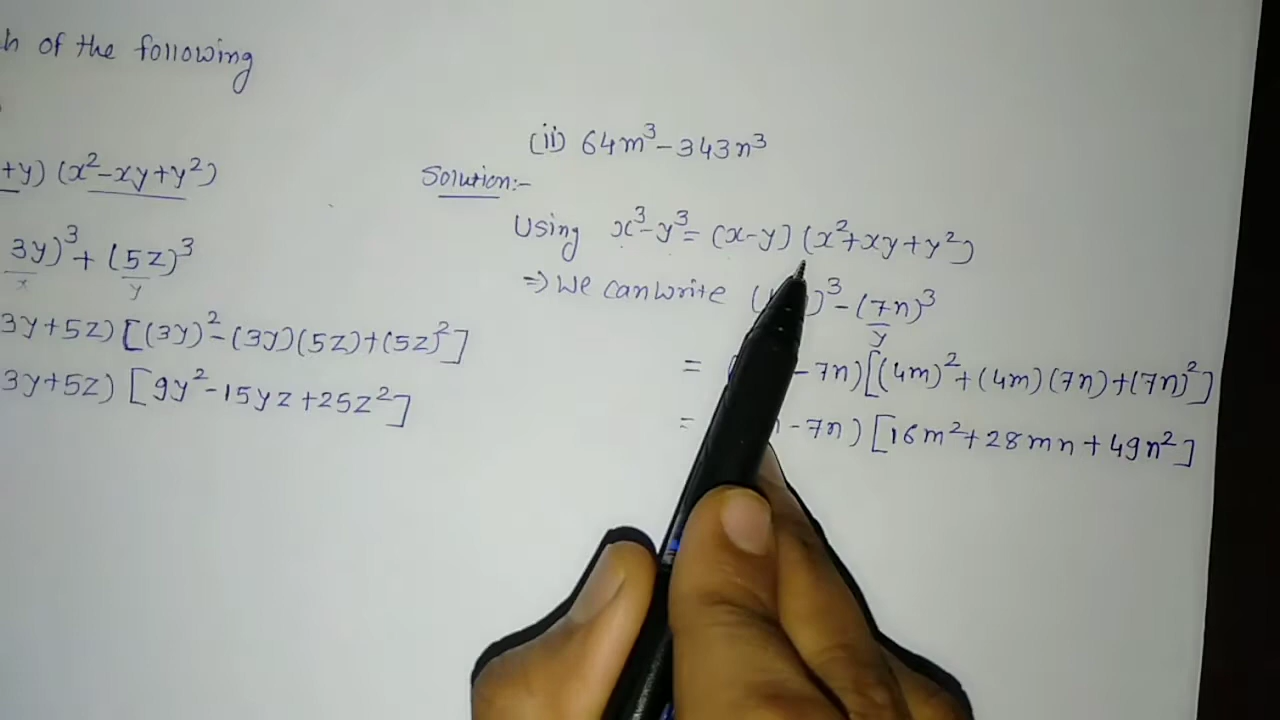 h of the following
+y) (x²-xy+y²)
3y)³+(5z)³
x y
3y+5z)[(3y)²-(3y)(5z)+(5z)²]
3y+5z)[9y²-15yz+25z²]
(ii) 64m³-343n³
Solution:-
Using x³-y³=(x-y)(x²+xy+y²)
⇒ We can write ( )³-(7n)³
y
= -7n)[(4m)²+(4m)(7n)+(7n)²]
= -7n)[16m²+28mn+49n²]